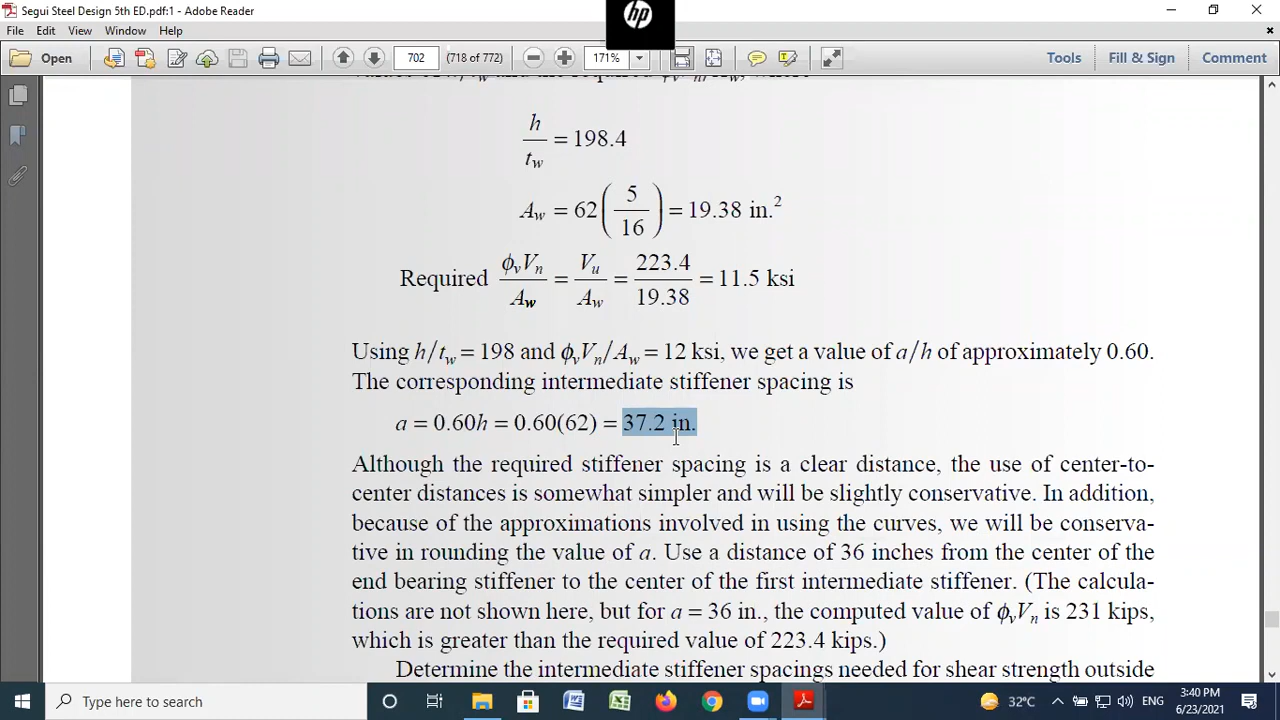 Segui Steel Design 5th ED.pdf:1 - Adobe Reader
hp
File Edit View Window Help
Open 702 (718 of 772) 171% Tools Fill & Sign Comment
h/t_w = 198.4
A_w = 62(5/16) = 19.38 in.²
Required ϕ_vV_n/A_w = V_u/A_w = 223.4/19.38 = 11.5 ksi
Using h/t_w = 198 and ϕ_vV_n/A_w = 12 ksi, we get a value of a/h of approximately 0.60.
The corresponding intermediate stiffener spacing is
a = 0.60h = 0.60(62) = 37.2 in.
Although the required stiffener spacing is a clear distance, the use of center-to-
center distances is somewhat simpler and will be slightly conservative. In addition,
because of the approximations involved in using the curves, we will be conserva-
tive in rounding the value of a. Use a distance of 36 inches from the center of the
end bearing stiffener to the center of the first intermediate stiffener. (The calcula-
tions are not shown here, but for a = 36 in., the computed value of ϕ_vV_n is 231 kips,
which is greater than the required value of 223.4 kips.)
Determine the intermediate stiffener spacings needed for shear strength outside
Type here to search
32°C ENG 3:40 PM
6/23/2021